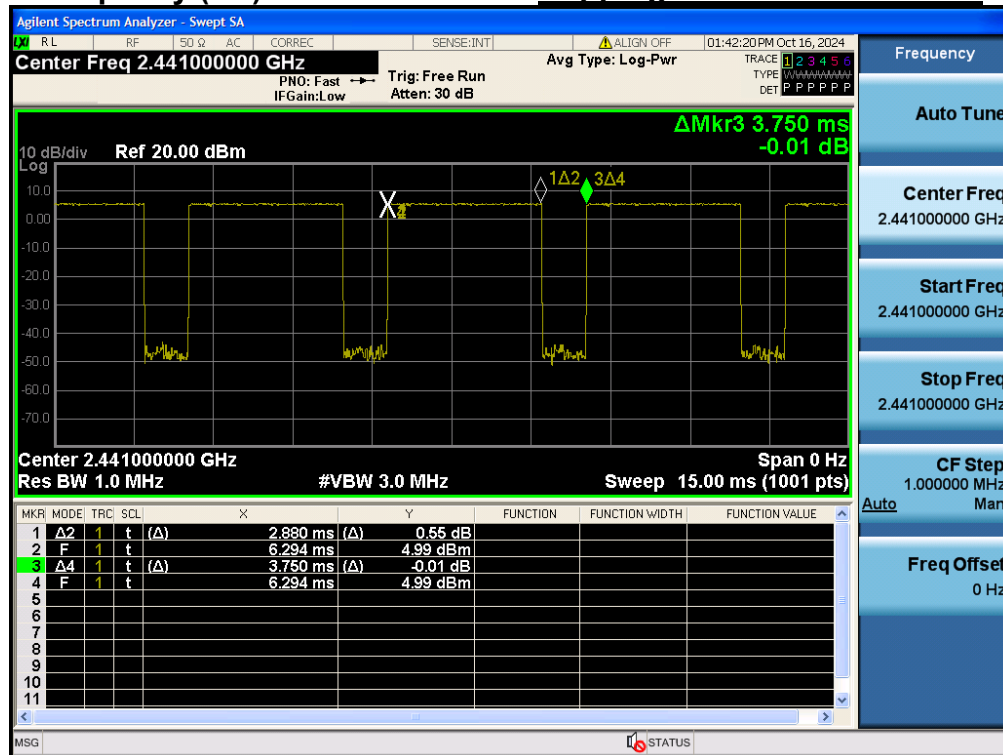 Agilent Spectrum Analyzer - Swept SA
LXI RL RF 50 Ω AC CORREC SENSE:INT ALIGN OFF 01:42:20 PM Oct 16, 2024
Center Freq 2.441000000 GHz
PNO: Fast
IFGain:Low
Trig: Free Run
Atten: 30 dB
Avg Type: Log-Pwr
TRACE 1 2 3 4 5 6
TYPE WWWWWW
DET P P P P P P
ΔMkr3 3.750 ms
-0.01 dB
10 dB/div Ref 20.00 dBm
Log
10.0
0.00
-10.0
-20.0
-30.0
-40.0
-50.0
-60.0
-70.0
1Δ2 3Δ4
Center 2.441000000 GHz Span 0 Hz
Res BW 1.0 MHz #VBW 3.0 MHz Sweep 15.00 ms (1001 pts)
MKR MODE TRC SCL X Y FUNCTION FUNCTION WIDTH FUNCTION VALUE
1 Δ2 1 t (Δ) 2.880 ms (Δ) 0.55 dB
2 F 1 t 6.294 ms 4.99 dBm
3 Δ4 1 t (Δ) 3.750 ms (Δ) -0.01 dB
4 F 1 t 6.294 ms 4.99 dBm
5
6
7
8
9
10
11
MSG STATUS
Frequency
Auto Tune
Center Freq
2.441000000 GHz
Start Freq
2.441000000 GHz
Stop Freq
2.441000000 GHz
CF Step
1.000000 MHz
Auto Man
Freq Offset
0 Hz